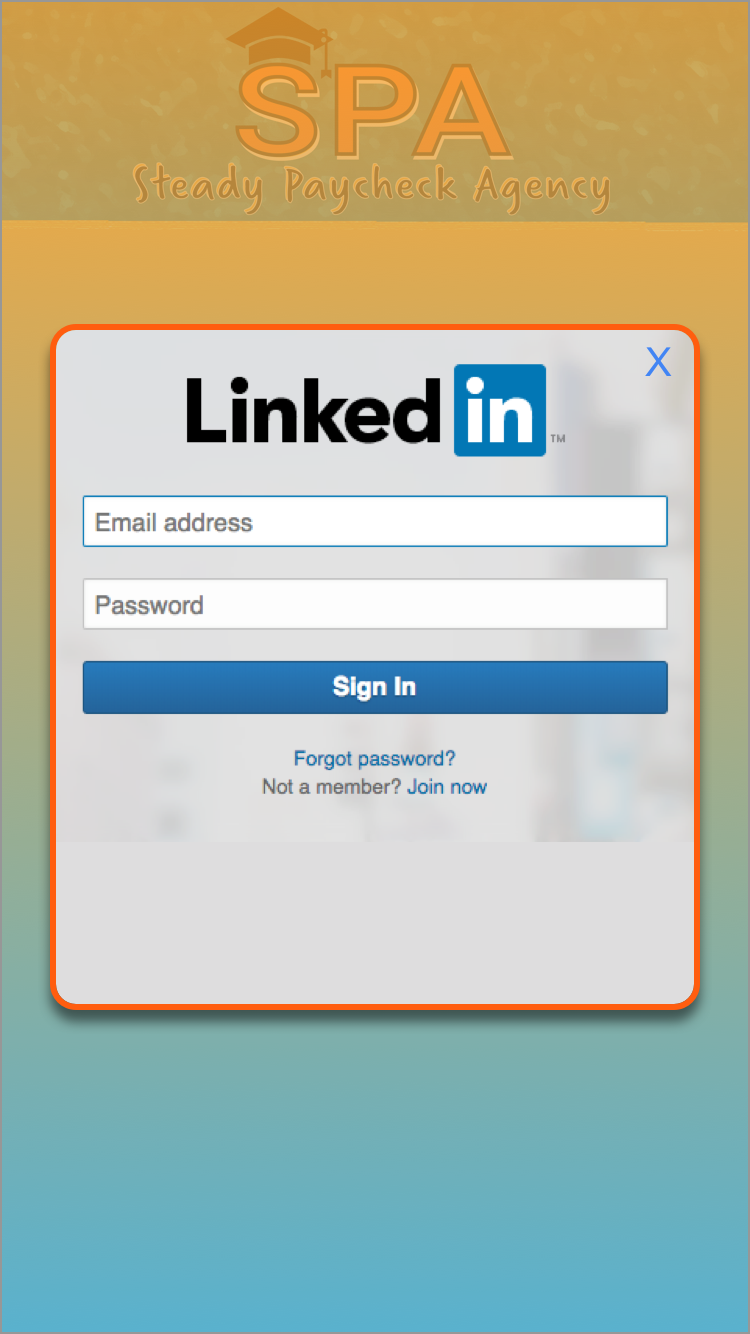 SPA
Steady Paycheck Agency
X
Linked in ™
Email address
Password
Sign In
Forgot password?
Not a member? Join now